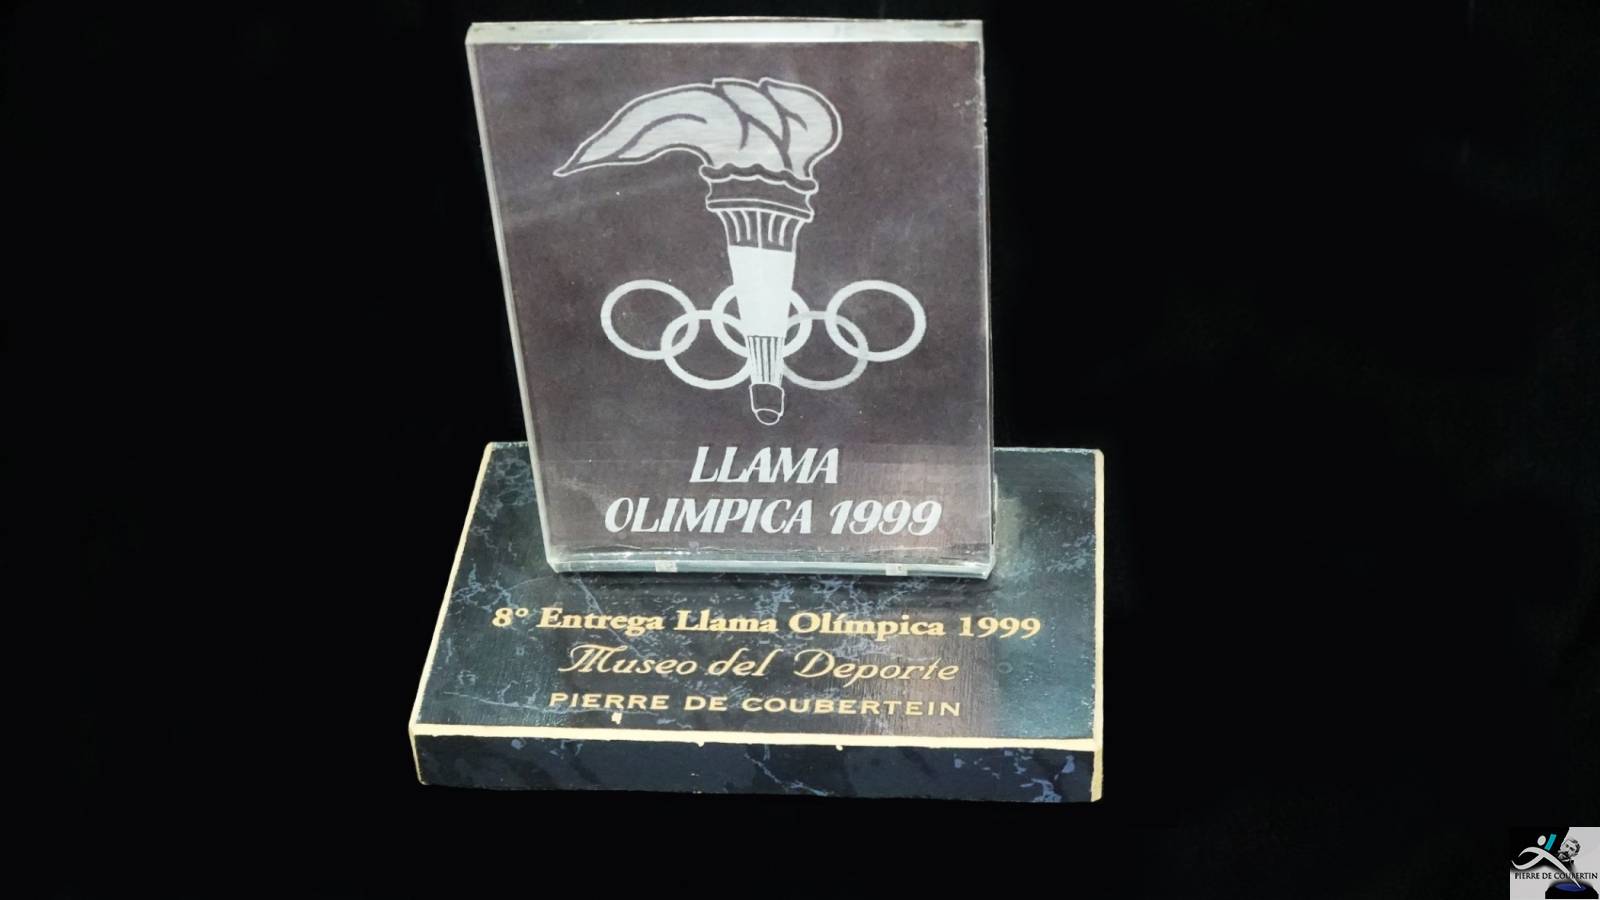 LLAMA
OLIMPICA 1999
8° Entrega Llama Olímpica 1999
Museo del Deporte
PIERRE DE COUBERTEIN
PIERRE DE COUBERTIN